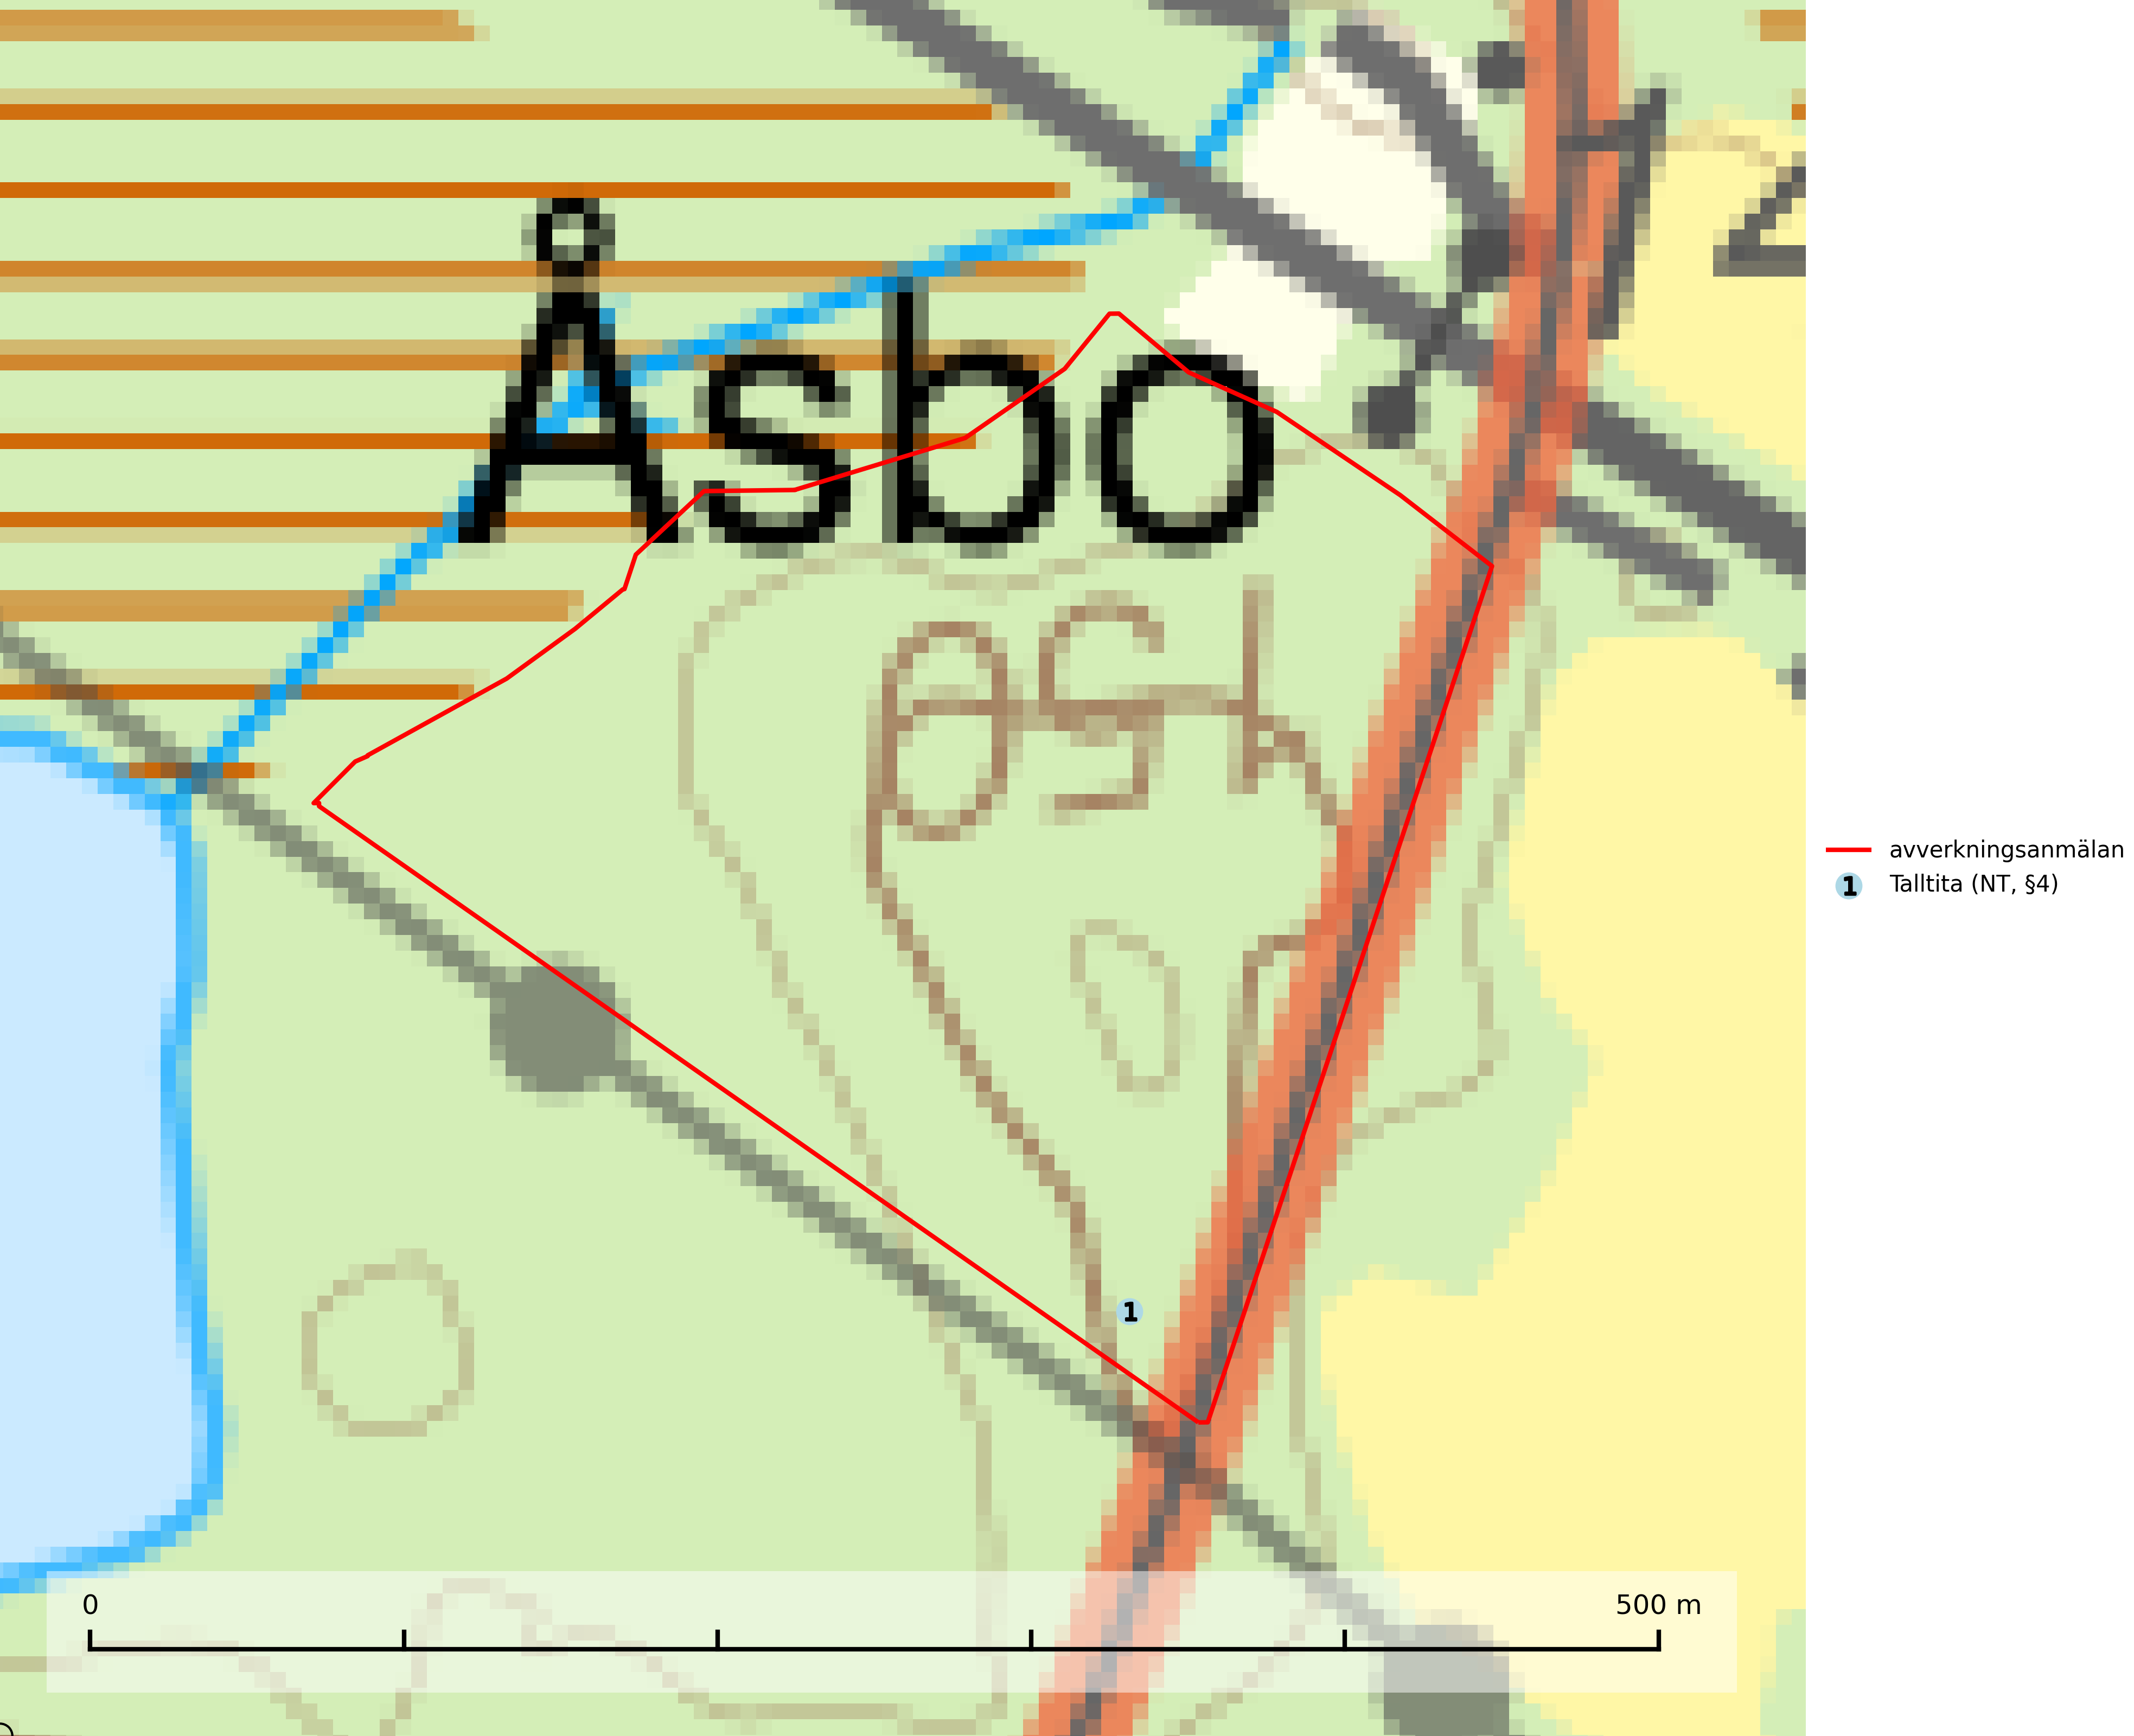 Åsbo
avverkningsanmälan
1 Talltita (NT, §4)
1
0 500 m